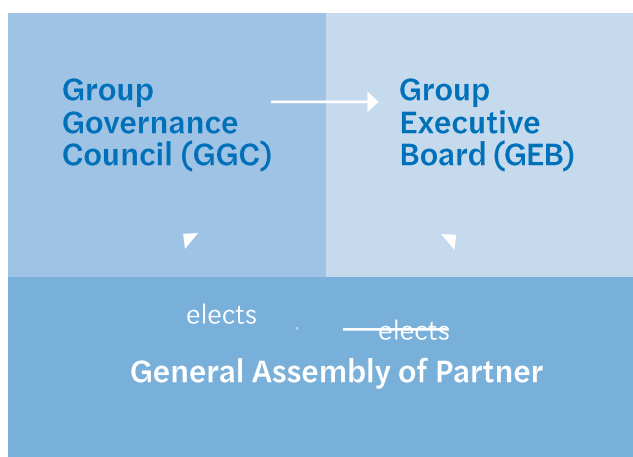 Group
Governance
Council (GGC)
Group
Executive
Board (GEB)
elects
elects
General Assembly of Partner